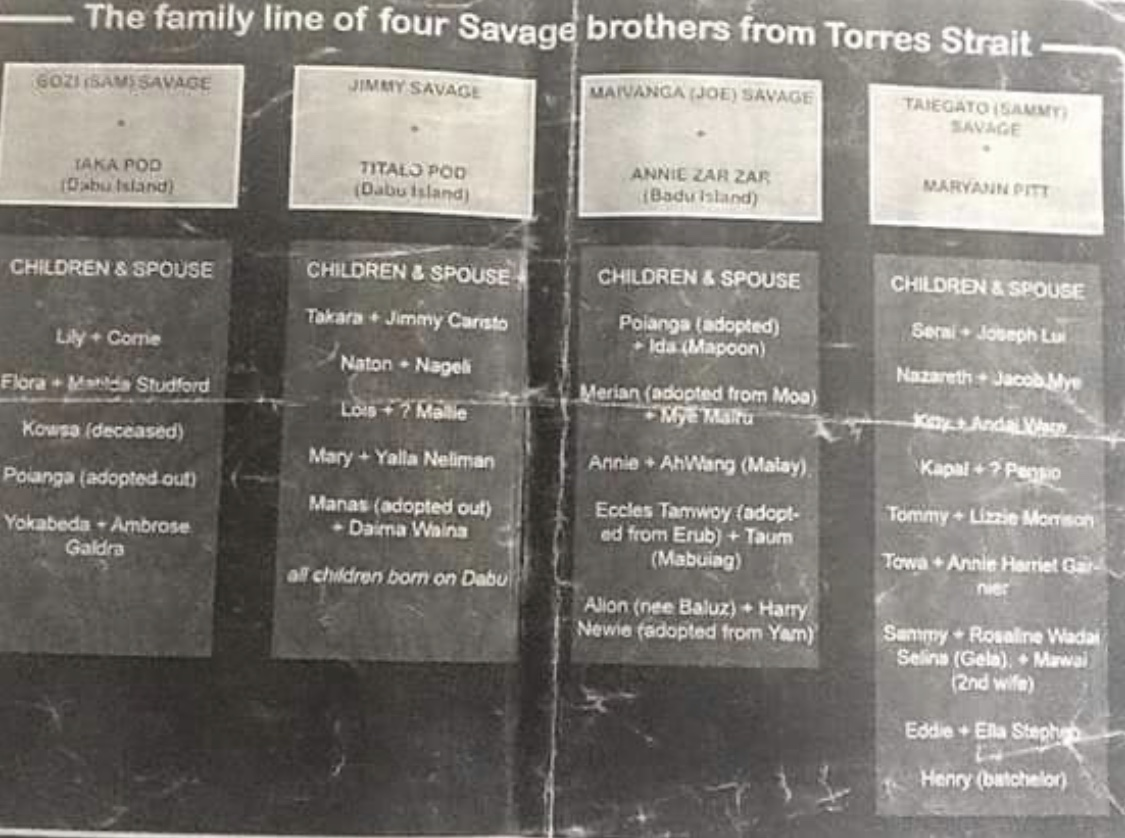 The family line of four Savage brothers from Torres Strait
GOZI (SAM) SAVAGE
+
IAKA POD
(Dabu Island)
CHILDREN & SPOUSE
Lily + Corrie
Flora + Matilda Studford
Kowsa (deceased)
Poianga (adopted out)
Yokabeda + Ambrose
Galdra
JIMMY SAVAGE
+
TITALO POD
(Dabu Island)
CHILDREN & SPOUSE
Takara + Jimmy Caristo
Naton + Nageli
Lois + ? Mallie
Mary + Yalla Neliman
Manas (adopted out)
+ Daima Waina
all children born on Dabu
MAIVANGA (JOE) SAVAGE
+
ANNIE ZAR ZAR
(Badu Island)
CHILDREN & SPOUSE
Poianga (adopted)
+ Ida (Mapoon)
Merian (adopted from Moa)
+ Mye Mairu
Annie + AhWang (Malay)
Eccles Tamwoy (adopt-
ed from Erub) + Taum
(Mabuiag)
Alion (nee Baluz) + Harry
Newie (adopted from Yam)
TAIEGATO (SAMMY)
SAVAGE
+
MARYANN PITT
CHILDREN & SPOUSE
Serai + Joseph Lui
Nazareth + Jacob Mye
Kitty + Andai Ware
Kapal + ? Pensio
Tommy + Lizzie Morrison
Towa + Annie Harriet Gar-
nier
Sammy + Rosaline Wadai
Selina (Gela), + Mawai
(2nd wife)
Eddie + Ella Stephen
Henry (batchelor)